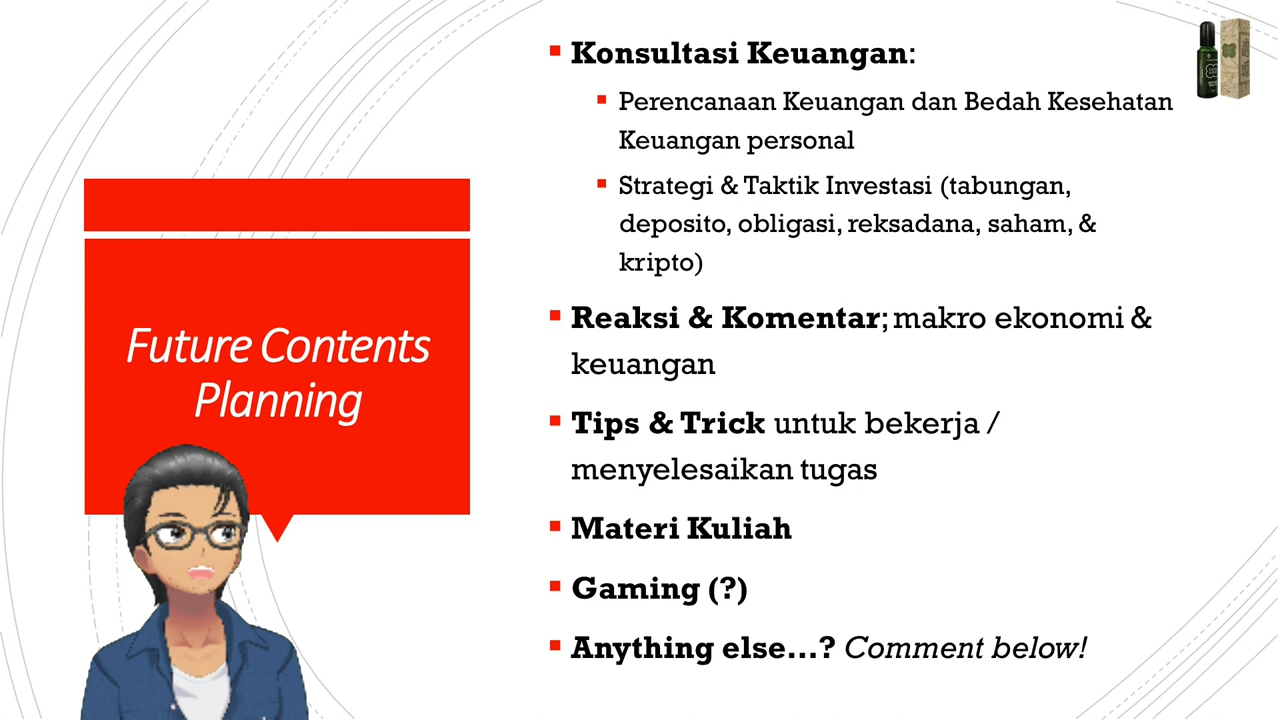 Future Contents
Planning
Konsultasi Keuangan:
Perencanaan Keuangan dan Bedah Kesehatan
Keuangan personal
Strategi & Taktik Investasi (tabungan,
deposito, obligasi, reksadana, saham, &
kripto)
Reaksi & Komentar; makro ekonomi &
keuangan
Tips & Trick untuk bekerja /
menyelesaikan tugas
Materi Kuliah
Gaming (?)
Anything else...? Comment below!